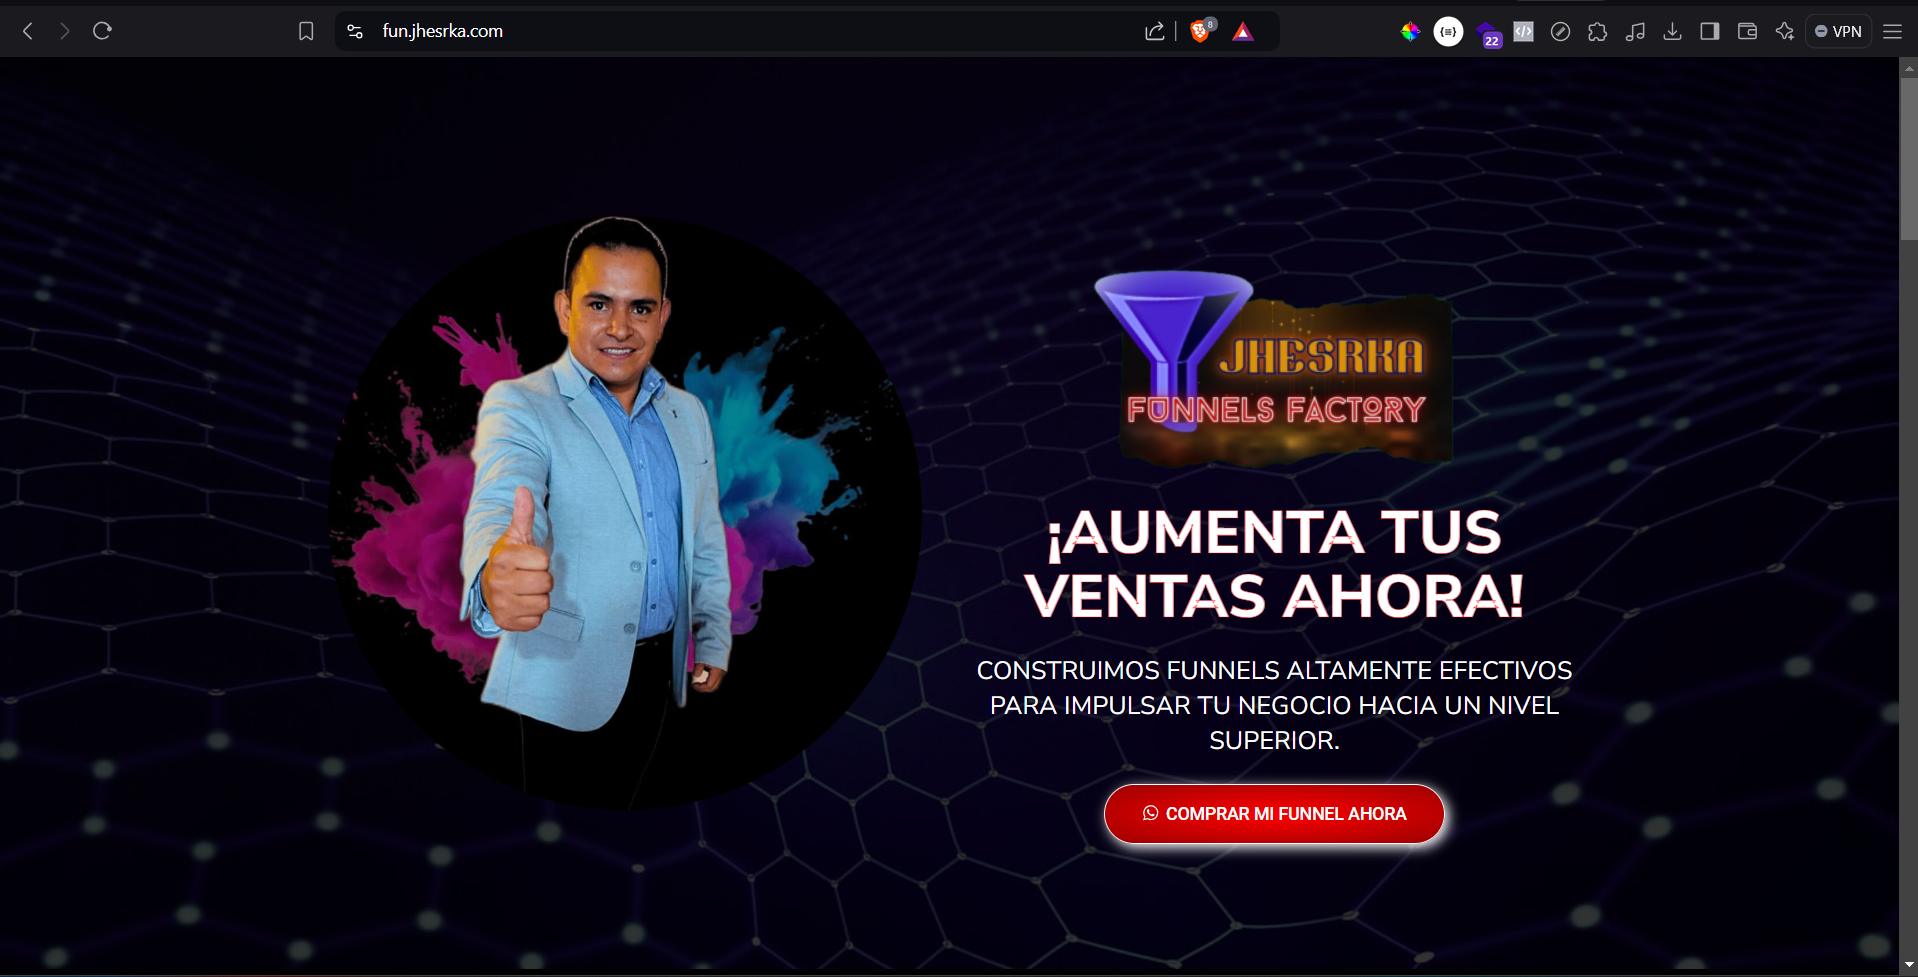 fun.jhesrka.com
8
22
VPN
JHESRKA
FUNNELS FACTORY
¡AUMENTA TUS
VENTAS AHORA!
CONSTRUIMOS FUNNELS ALTAMENTE EFECTIVOS
PARA IMPULSAR TU NEGOCIO HACIA UN NIVEL
SUPERIOR.
COMPRAR MI FUNNEL AHORA